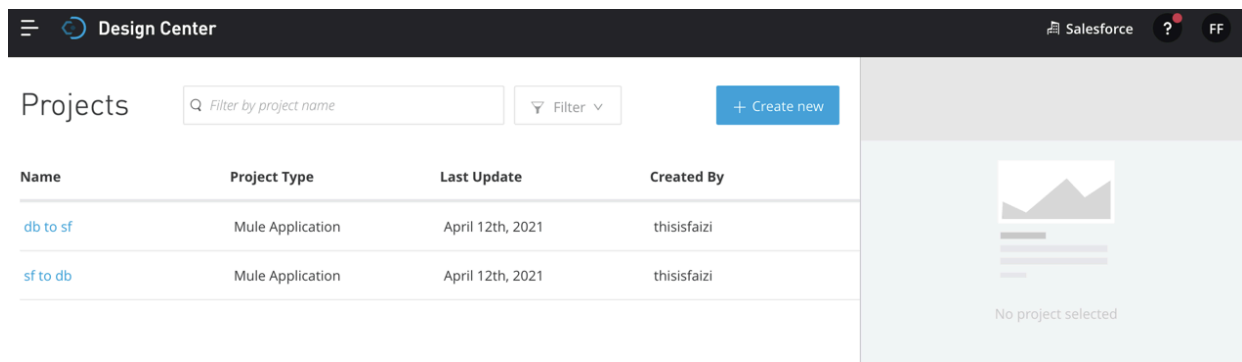 Design Center
Salesforce ? FF
Projects
Filter by project name
Filter
+ Create new
Name Project Type Last Update Created By
db to sf Mule Application April 12th, 2021 thisisfaizi
sf to db Mule Application April 12th, 2021 thisisfaizi
No project selected